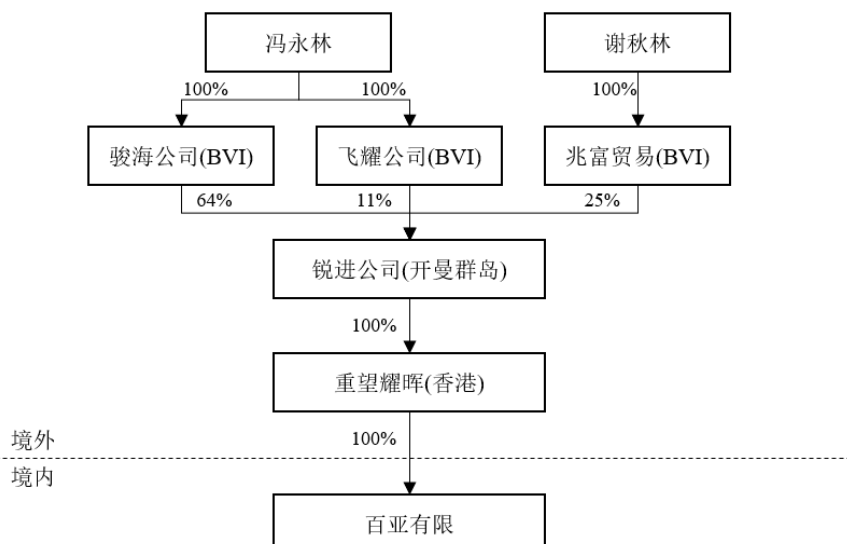 冯永林
谢秋林
100%
100%
100%
骏海公司(BVI)
飞耀公司(BVI)
兆富贸易(BVI)
64%
11%
25%
锐进公司(开曼群岛)
100%
重望耀晖(香港)
境外
100%
境内
百亚有限